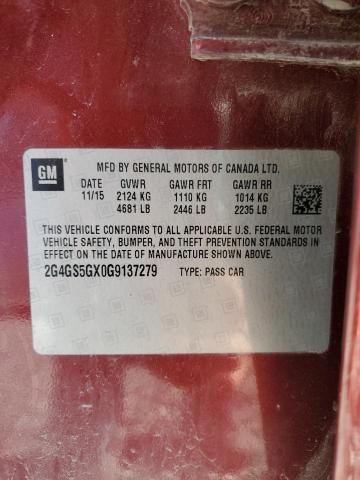 GM
MFD BY GENERAL MOTORS OF CANADA LTD.
DATE GVWR GAWR FRT GAWR RR
11/15 2124 KG 1110 KG 1014 KG
4681 LB 2446 LB 2235 LB
THIS VEHICLE CONFORMS TO ALL APPLICABLE U.S. FEDERAL MOTOR
VEHICLE SAFETY, BUMPER, AND THEFT PREVENTION STANDARDS IN
EFFECT ON THE DATE OF MANUFACTURE SHOWN ABOVE.
2G4GS5GX0G9137279 TYPE: PASS CAR